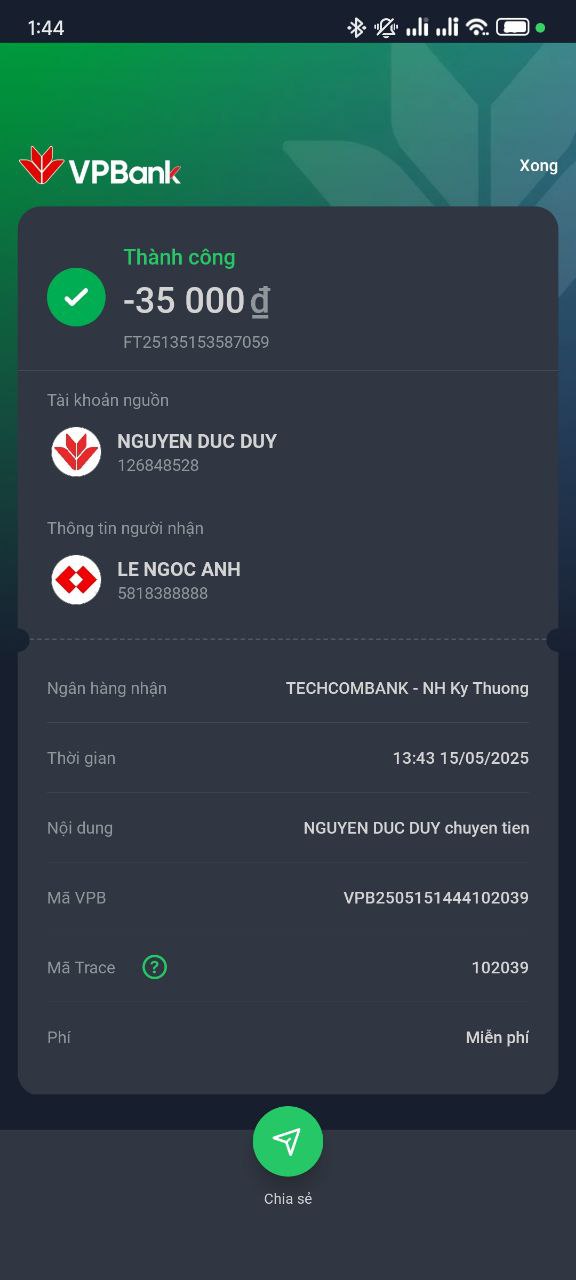 1:44
VPBank
Xong
Thành công
-35 000 ₫
FT25135153587059
Tài khoản nguồn
NGUYEN DUC DUY
126848528
Thông tin người nhận
LE NGOC ANH
5818388888
Ngân hàng nhận TECHCOMBANK - NH Ky Thuong
Thời gian 13:43 15/05/2025
Nội dung NGUYEN DUC DUY chuyen tien
Mã VPB VPB2505151444102039
Mã Trace ? 102039
Phí Miễn phí
Chia sẻ